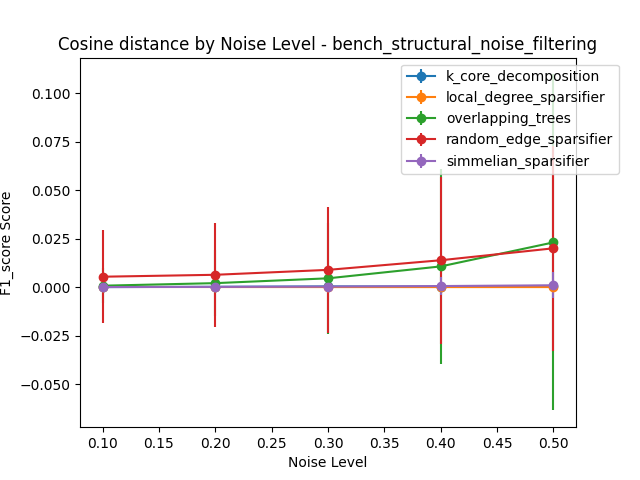 Cosine distance by Noise Level - bench_structural_noise_filtering
k_core_decomposition
local_degree_sparsifier
overlapping_trees
random_edge_sparsifier
simmelian_sparsifier
F1_score Score
0.100
0.075
0.050
0.025
0.000
−0.025
−0.050
0.10 0.15 0.20 0.25 0.30 0.35 0.40 0.45 0.50
Noise Level